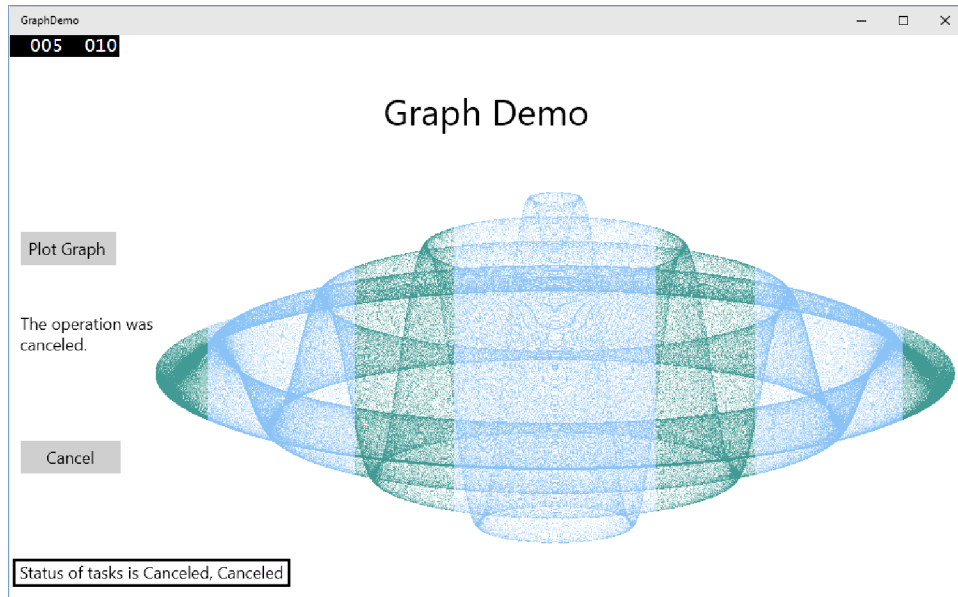 GraphDemo
005 010
Graph Demo
Plot Graph
The operation was
canceled.
Cancel
Status of tasks is Canceled, Canceled